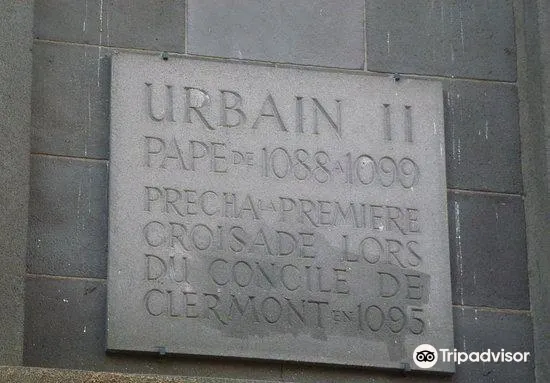 URBAIN II
PAPE DE 1088 A 1099
PRECHA LA PREMIERE
CROISADE LORS
DU CONCILE DE
CLERMONT EN 1095
Tripadvisor